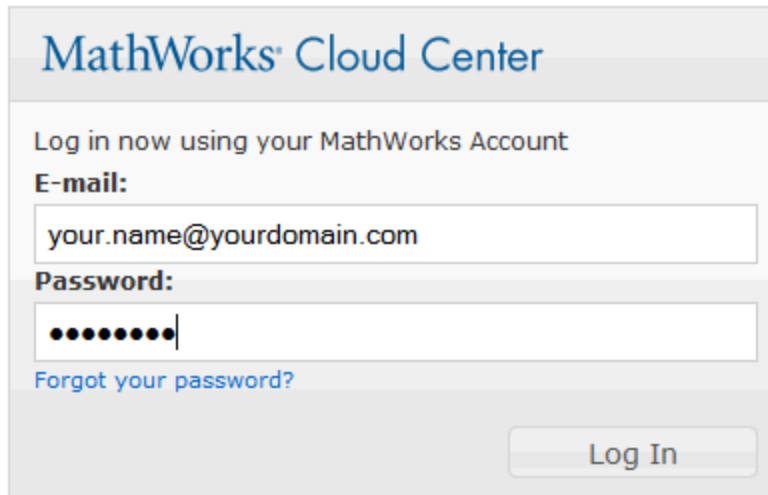 MathWorks® Cloud Center
Log in now using your MathWorks Account
E-mail:
your.name@yourdomain.com
Password:
●●●●●●●●
Forgot your password?
Log In